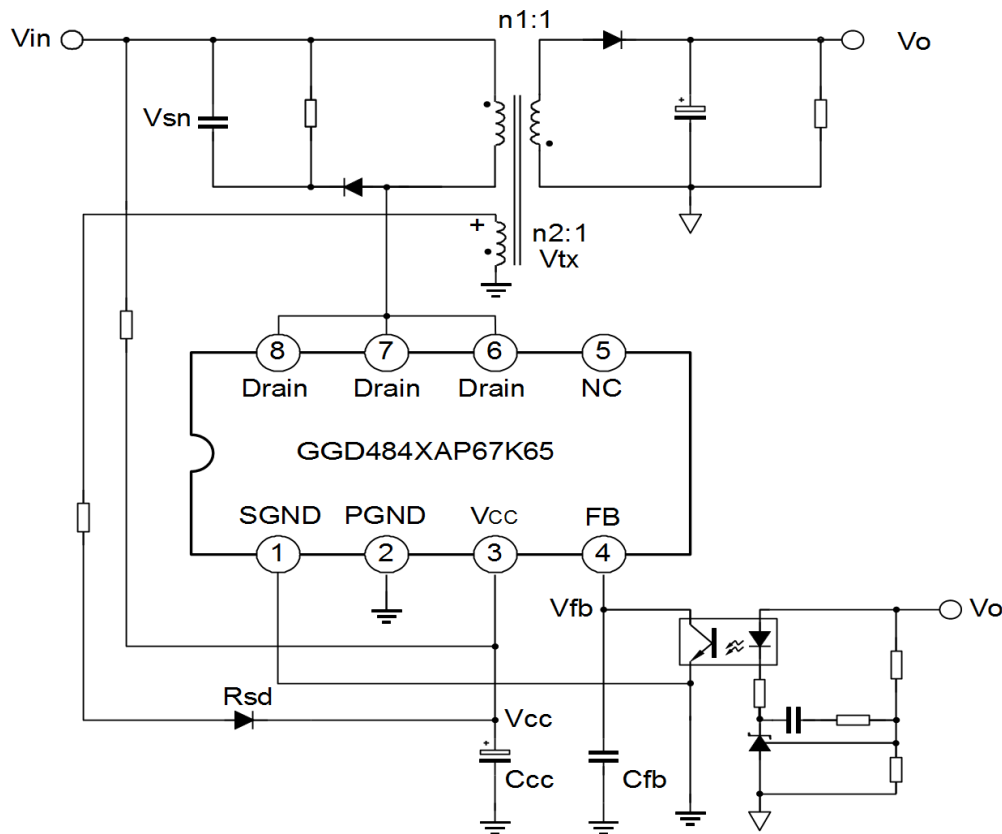 n1:1
Vin
Vo
Vsn
+
+
n2:1
Vtx
8
7
6
5
Drain
Drain
Drain
NC
GGD484XAP67K65
SGND
PGND
Vcc
FB
1
2
3
4
Vfb
Vo
Rsd
Vcc
+
Ccc
Cfb